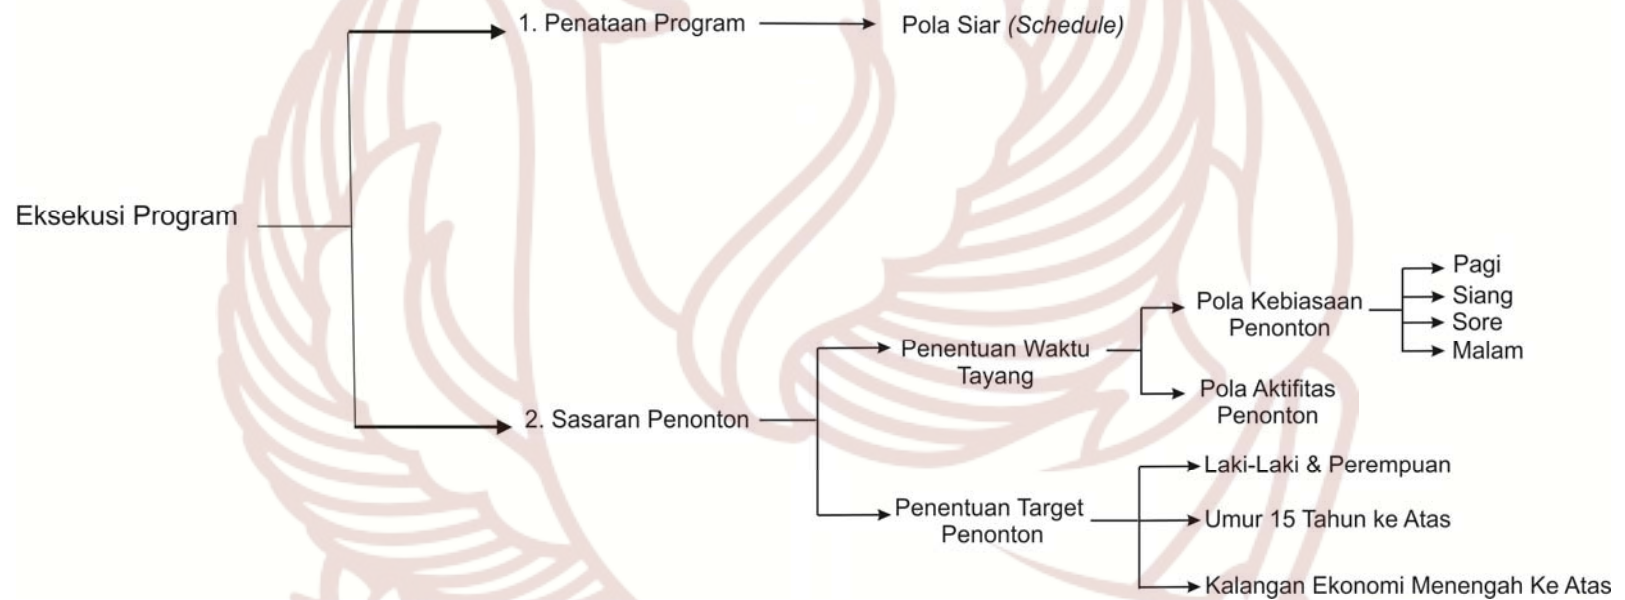 1. Penataan Program
Pola Siar (Schedule)
Eksekusi Program
2. Sasaran Penonton
Penentuan Waktu
Tayang
Pola Kebiasaan
Penonton
Pagi
Siang
Sore
Malam
Pola Aktifitas
Penonton
Penentuan Target
Penonton
Laki-Laki & Perempuan
Umur 15 Tahun ke Atas
Kalangan Ekonomi Menengah Ke Atas